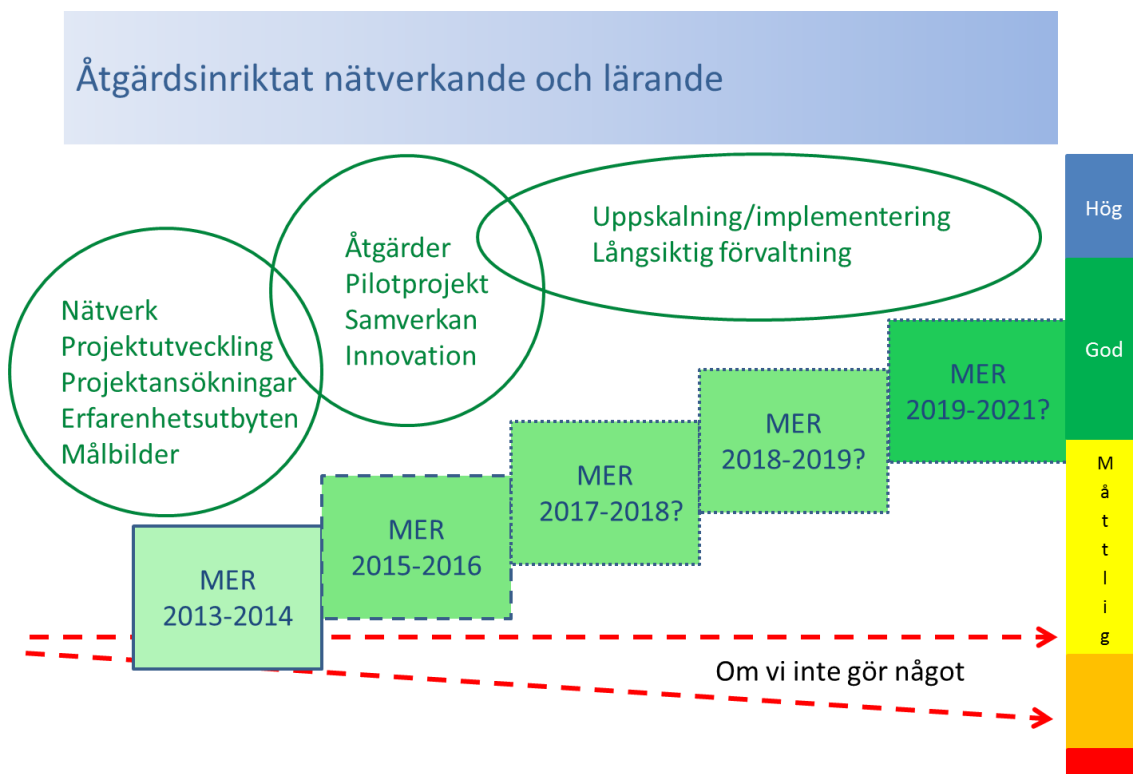 Åtgärdsinriktat nätverkande och lärande
Nätverk
Projektutveckling
Projektansökningar
Erfarenhetsutbyten
Målbilder
Åtgärder
Pilotprojekt
Samverkan
Innovation
Uppskalning/implementering
Långsiktig förvaltning
MER
2013-2014
MER
2015-2016
MER
2017-2018?
MER
2018-2019?
MER
2019-2021?
Om vi inte gör något
Hög
God
Måttlig